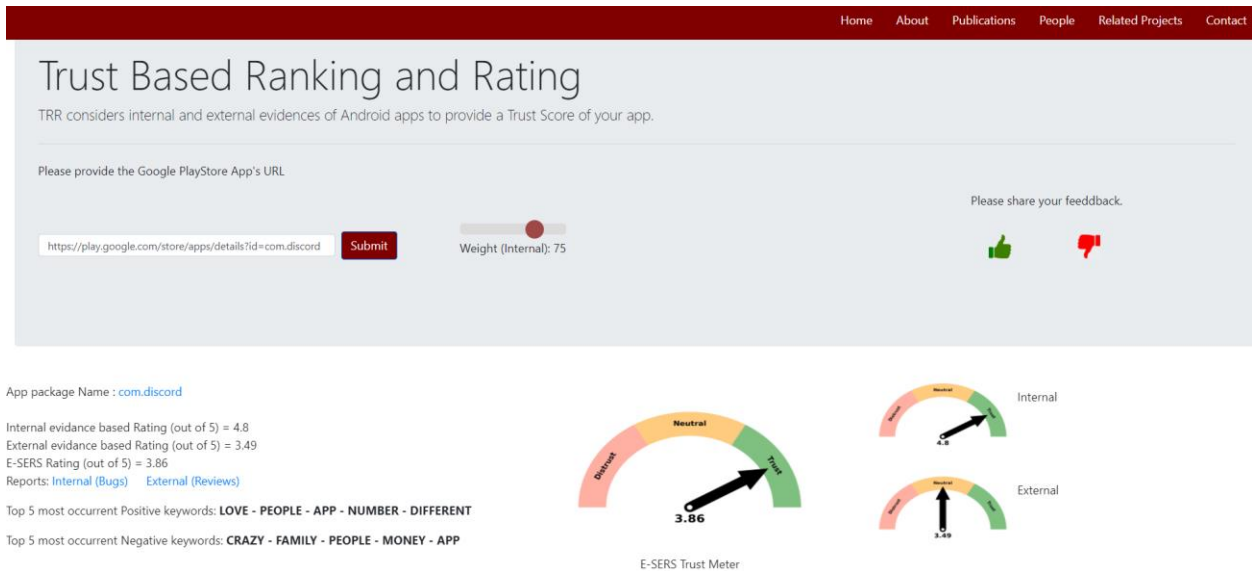 Home About Publications People Related Projects Contact
Trust Based Ranking and Rating
TRR considers internal and external evidences of Android apps to provide a Trust Score of your app.
Please provide the Google PlayStore App's URL
Please share your feeddback.
https://play.google.com/store/apps/details?id=com.discord
Submit
Weight (Internal): 75
App package Name : com.discord
Internal evidance based Rating (out of 5) = 4.8
External evidance based Rating (out of 5) = 3.49
E-SERS Rating (out of 5) = 3.86
Reports: Internal (Bugs) External (Reviews)
Top 5 most occurrent Positive keywords: LOVE - PEOPLE - APP - NUMBER - DIFFERENT
Top 5 most occurrent Negative keywords: CRAZY - FAMILY - PEOPLE - MONEY - APP
Distrust
Neutral
Trust
3.86
E-SERS Trust Meter
Distrust
Neutral
Trust
4.8
Internal
Distrust
Neutral
Trust
3.49
External